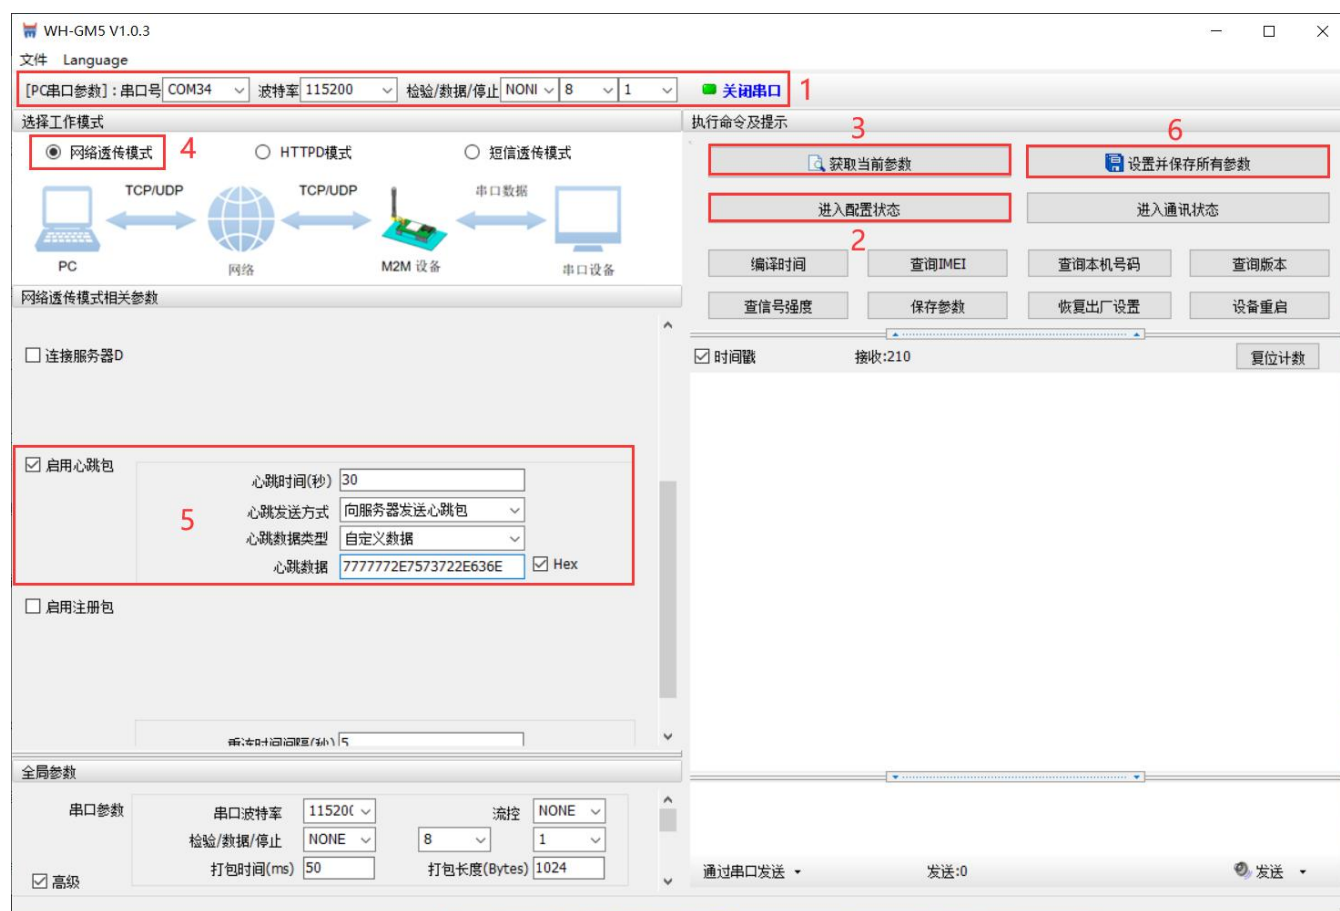 WH-GM5 V1.0.3
文件 Language
[PC串口参数]：串口号 COM34 波特率 115200 检验/数据/停止 NONI 8 1 关闭串口 1
选择工作模式
网络透传模式 4 HTTPD模式 短信透传模式
TCP/UDP TCP/UDP 串口数据
PC 网络 M2M 设备 串口设备
网络透传模式相关参数
连接服务器D
启用心跳包
心跳时间(秒) 30
5 心跳发送方式 向服务器发送心跳包
心跳数据类型 自定义数据
心跳数据 7777772E7573722E636E Hex
启用注册包
重连时间间隔(秒) 5
全局参数
串口参数 串口波特率 115200 流控 NONE
检验/数据/停止 NONE 8 1
打包时间(ms) 50 打包长度(Bytes) 1024
高级
执行命令及提示
3 6
获取当前参数 设置并保存所有参数
进入配置状态 进入通讯状态
2
编译时间 查询IMEI 查询本机号码 查询版本
查信号强度 保存参数 恢复出厂设置 设备重启
时间戳 接收:210 复位计数
通过串口发送 发送:0 发送